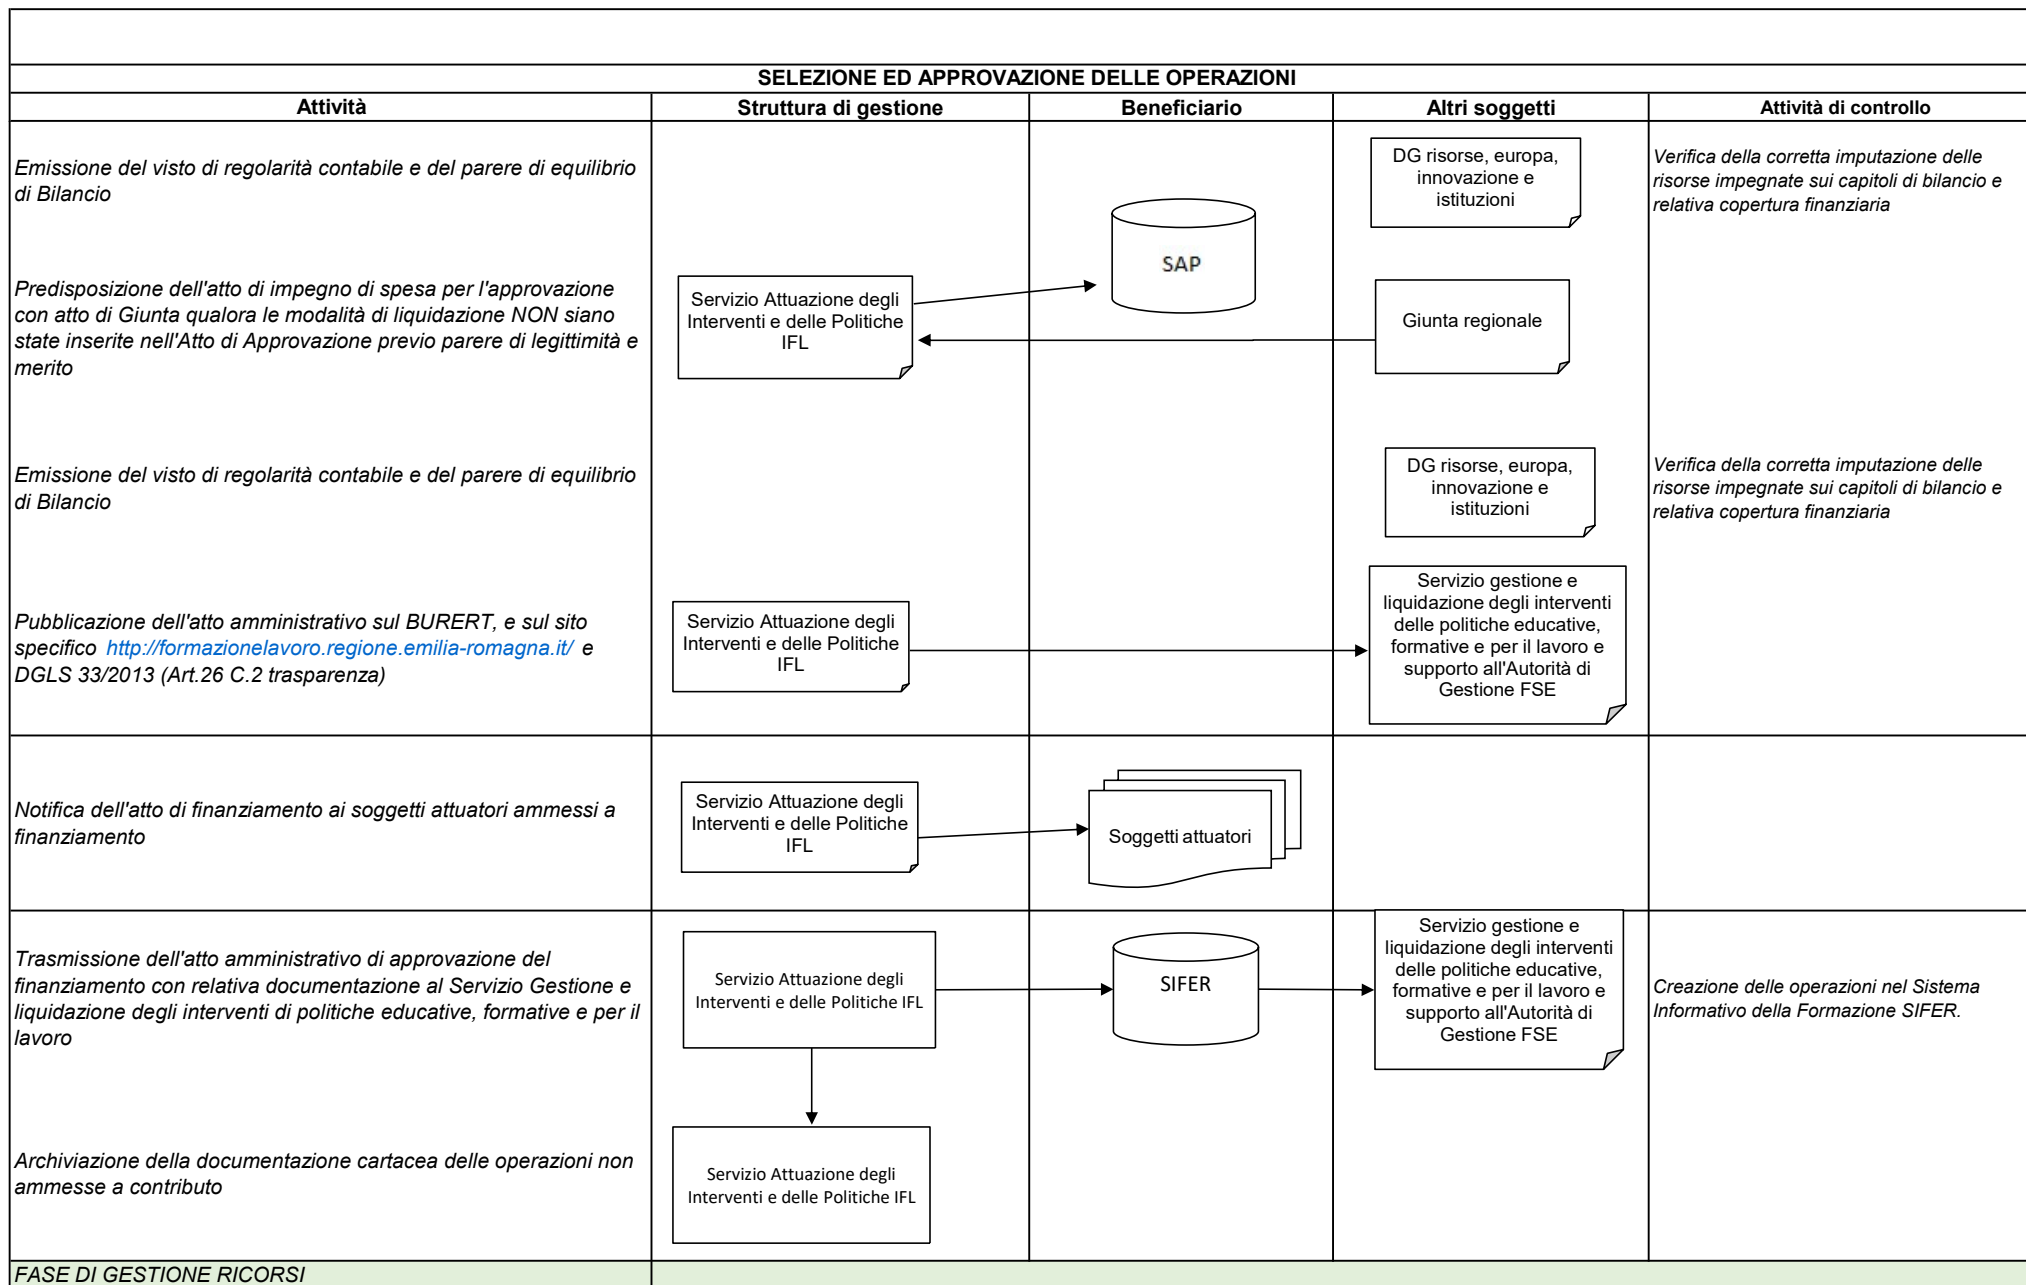 SELEZIONE ED APPROVAZIONE DELLE OPERAZIONI
Attività
Struttura di gestione
Beneficiario
Altri soggetti
Attività di controllo
Emissione del visto di regolarità contabile e del parere di equilibrio
di Bilancio
DG risorse, europa,
innovazione e
istituzioni
Verifica della corretta imputazione delle
risorse impegnate sui capitoli di bilancio e
relativa copertura finanziaria
SAP
Predisposizione dell'atto di impegno di spesa per l'approvazione
con atto di Giunta qualora le modalità di liquidazione NON siano
state inserite nell'Atto di Approvazione previo parere di legittimità e
merito
Servizio Attuazione degli
Interventi e delle Politiche
IFL
Giunta regionale
Emissione del visto di regolarità contabile e del parere di equilibrio
di Bilancio
DG risorse, europa,
innovazione e
istituzioni
Verifica della corretta imputazione delle
risorse impegnate sui capitoli di bilancio e
relativa copertura finanziaria
Pubblicazione dell'atto amministrativo sul BURERT, e sul sito
specifico http://formazionelavoro.regione.emilia-romagna.it/ e
DGLS 33/2013 (Art.26 C.2 trasparenza)
Servizio Attuazione degli
Interventi e delle Politiche
IFL
Servizio gestione e
liquidazione degli interventi
delle politiche educative,
formative e per il lavoro e
supporto all'Autorità di
Gestione FSE
Notifica dell'atto di finanziamento ai soggetti attuatori ammessi a
finanziamento
Servizio Attuazione degli
Interventi e delle Politiche
IFL
Soggetti attuatori
Trasmissione dell'atto amministrativo di approvazione del
finanziamento con relativa documentazione al Servizio Gestione e
liquidazione degli interventi di politiche educative, formative e per il
lavoro
Servizio Attuazione degli
Interventi e delle Politiche IFL
SIFER
Servizio gestione e
liquidazione degli interventi
delle politiche educative,
formative e per il lavoro e
supporto all'Autorità di
Gestione FSE
Creazione delle operazioni nel Sistema
Informativo della Formazione SIFER.
Archiviazione della documentazione cartacea delle operazioni non
ammesse a contributo
Servizio Attuazione degli
Interventi e delle Politiche IFL
FASE DI GESTIONE RICORSI